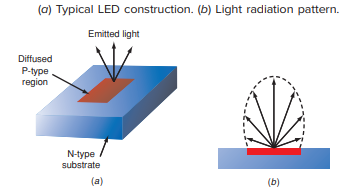 (a) Typical LED construction. (b) Light radiation pattern.
Emitted light
Diffused
P-type
region
N-type
substrate
(a)
(b)